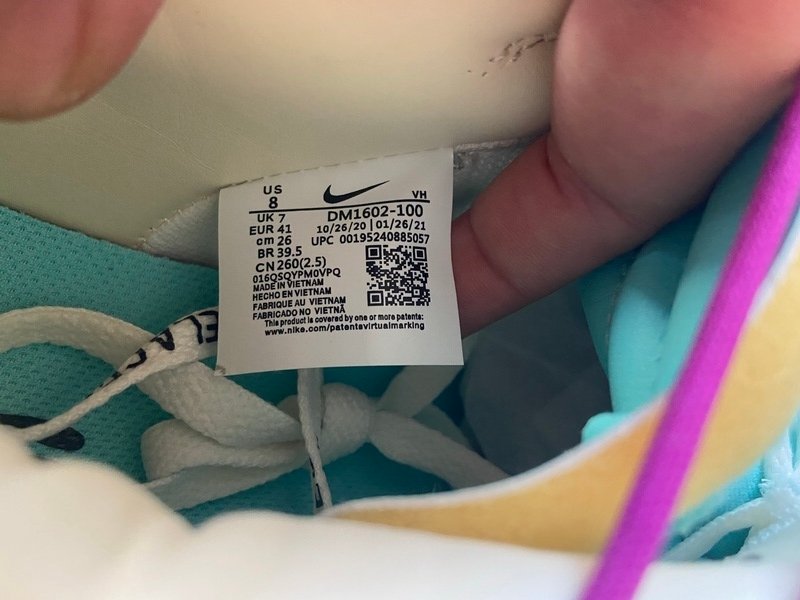 US
8
VH
UK 7
DM1602-100
EUR 41
10/26/20 | 01/26/21
cm 26
UPC 00195240885057
BR 39.5
CN 260(2.5)
016QSQYPM0VPQ
MADE IN VIETNAM
HECHO EN VIETNAM
FABRIQUE AU VIETNAM
FABRICADO NO VIETNÃ
This product is covered by one or more patents:
www.nike.com/patentsvirtualmarking